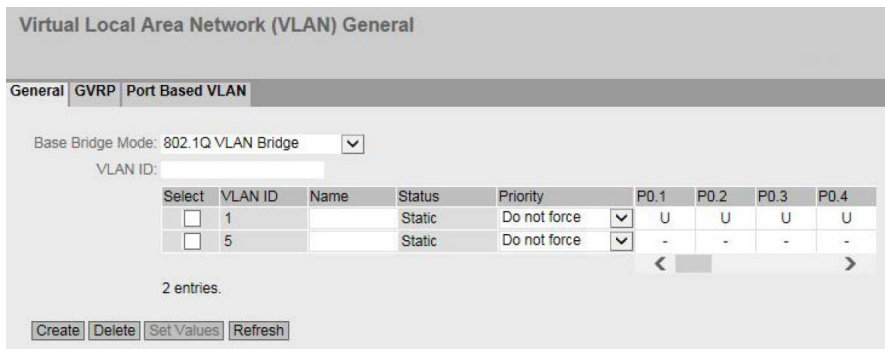 Virtual Local Area Network (VLAN) General
General GVRP Port Based VLAN
Base Bridge Mode: 802.1Q VLAN Bridge
VLAN ID:
Select VLAN ID Name Status Priority P0.1 P0.2 P0.3 P0.4
1 Static Do not force U U U U
5 Static Do not force - - - -
2 entries.
Create Delete Set Values Refresh